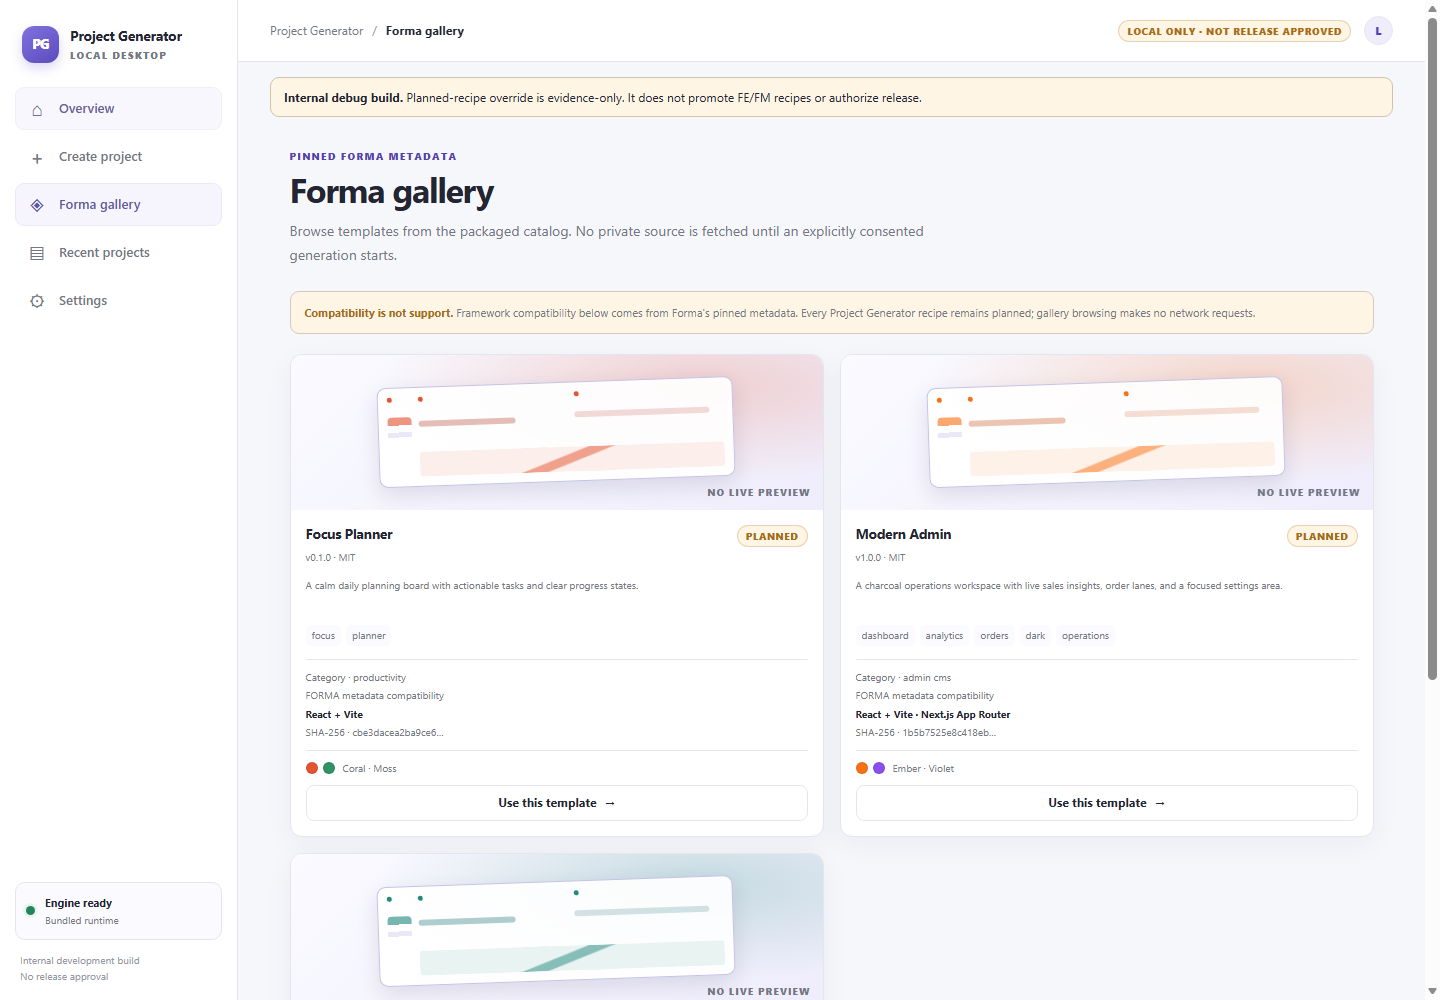 PG
Project Generator
LOCAL DESKTOP
Overview
Create project
Forma gallery
Recent projects
Settings
Engine ready
Bundled runtime
Internal development build
No release approval
Project Generator / Forma gallery
LOCAL ONLY · NOT RELEASE APPROVED
L
Internal debug build. Planned-recipe override is evidence-only. It does not promote FE/FM recipes or authorize release.
PINNED FORMA METADATA
Forma gallery
Browse templates from the packaged catalog. No private source is fetched until an explicitly consented
generation starts.
Compatibility is not support. Framework compatibility below comes from Forma's pinned metadata. Every Project Generator recipe remains planned; gallery browsing makes no network requests.
NO LIVE PREVIEW
Focus Planner
PLANNED
v0.1.0 · MIT
A calm daily planning board with actionable tasks and clear progress states.
focus planner
Category · productivity
FORMA metadata compatibility
React + Vite
SHA-256 · cbe3dacea2ba9ce6…
Coral · Moss
Use this template →
NO LIVE PREVIEW
Modern Admin
PLANNED
v1.0.0 · MIT
A charcoal operations workspace with live sales insights, order lanes, and a focused settings area.
dashboard analytics orders dark operations
Category · admin cms
FORMA metadata compatibility
React + Vite · Next.js App Router
SHA-256 · 1b5b7525e8c418eb…
Ember · Violet
Use this template →
NO LIVE PREVIEW